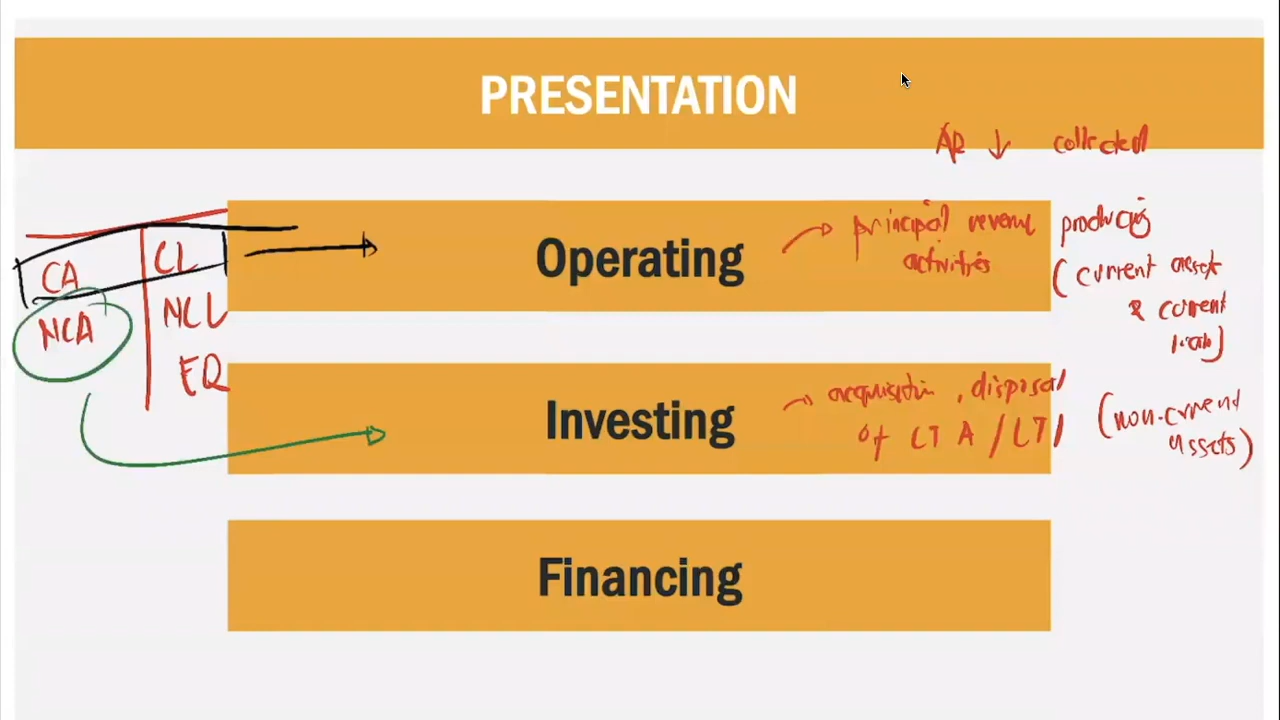 PRESENTATION
AR ↓ collected
Operating
principal revenue producing
activities
(current assets
& current
liab)
CA
CL
NCA
NCL
EQ
Investing
acquisition, disposal
of LT A / LTI
(non-current
assets)
Financing